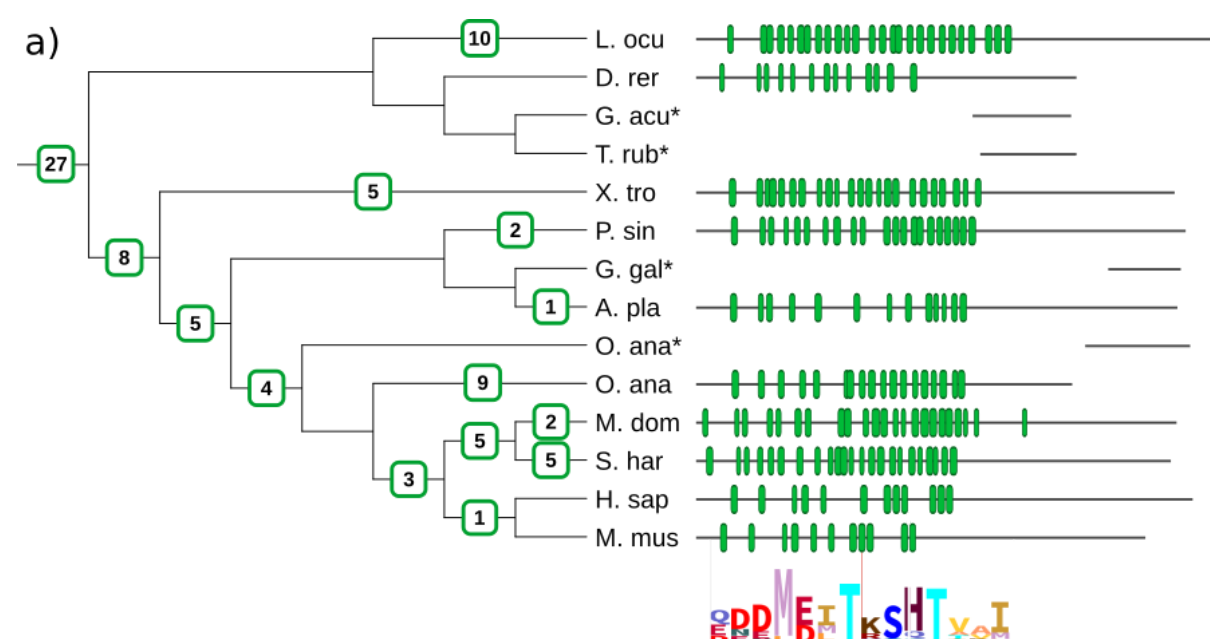 a)
10 L. ocu
D. rer
G. acu*
T. rub*
27
5 X. tro
2 P. sin
8
G. gal*
1 A. pla
5
O. ana*
4
9 O. ana
2 M. dom
5
5 S. har
3
H. sap
1
M. mus